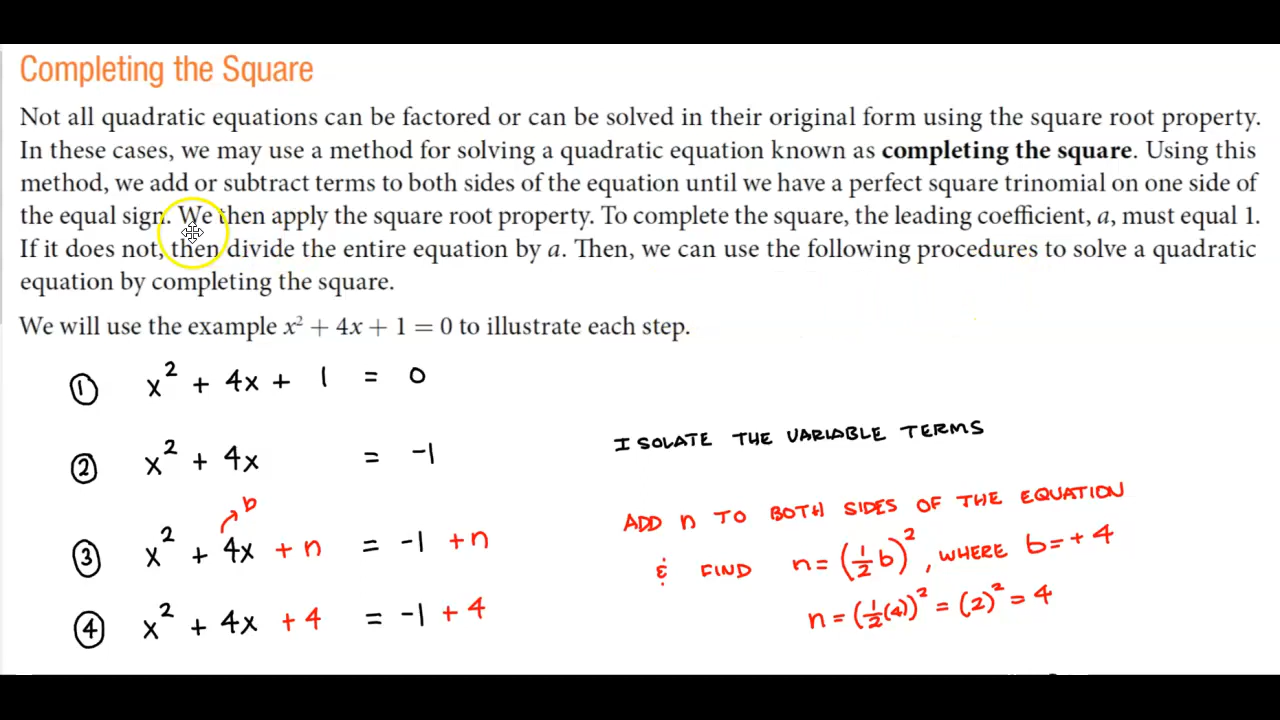 Completing the Square
Not all quadratic equations can be factored or can be solved in their original form using the square root property.
In these cases, we may use a method for solving a quadratic equation known as completing the square. Using this
method, we add or subtract terms to both sides of the equation until we have a perfect square trinomial on one side of
the equal sign. We then apply the square root property. To complete the square, the leading coefficient, a, must equal 1.
If it does not, then divide the entire equation by a. Then, we can use the following procedures to solve a quadratic
equation by completing the square.
We will use the example x² + 4x + 1 = 0 to illustrate each step.
① x² + 4x + 1 = 0
② x² + 4x = -1
ISOLATE THE VARIABLE TERMS
b
③ x² + 4x + n = -1 + n
ADD n TO BOTH SIDES OF THE EQUATION
& FIND n = (½b)², WHERE b = +4
④ x² + 4x + 4 = -1 + 4
n = (½(4))² = (2)² = 4